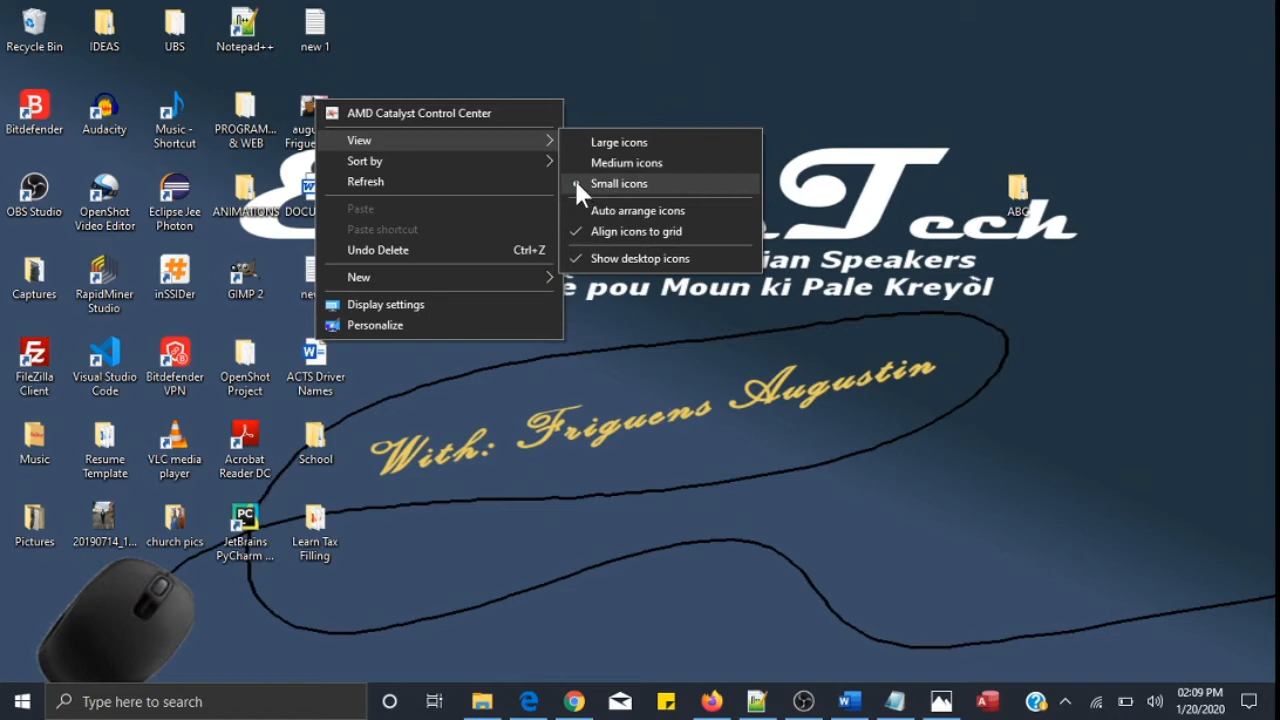 Recycle Bin
IDEAS
UBS
Notepad++
new 1
Bitdefender
Audacity
Music -
Shortcut
PROGRAM...
& WEB
augu
Frigue
OBS Studio
OpenShot
Video Editor
Eclipse Jee
Photon
ANIMATIONS
DOCU
Captures
RapidMiner
Studio
inSSIDer
GIMP 2
new
FileZilla
Client
Visual Studio
Code
Bitdefender
VPN
OpenShot
Project
ACTS Driver
Names
Music
Resume
Template
VLC media
player
Acrobat
Reader DC
School
Pictures
20190714_1...
church pics
JetBrains
PyCharm ...
Learn Tax
Filling
AMD Catalyst Control Center
View
Sort by
Refresh
Paste
Paste shortcut
Undo Delete Ctrl+Z
New
Display settings
Personalize
Large icons
Medium icons
Small icons
Auto arrange icons
Align icons to grid
Show desktop icons
ABC
Tech
ian Speakers
è pou Moun ki Pale Kreyòl
With: Friguens Augustin
Type here to search
02:09 PM
1/20/2020